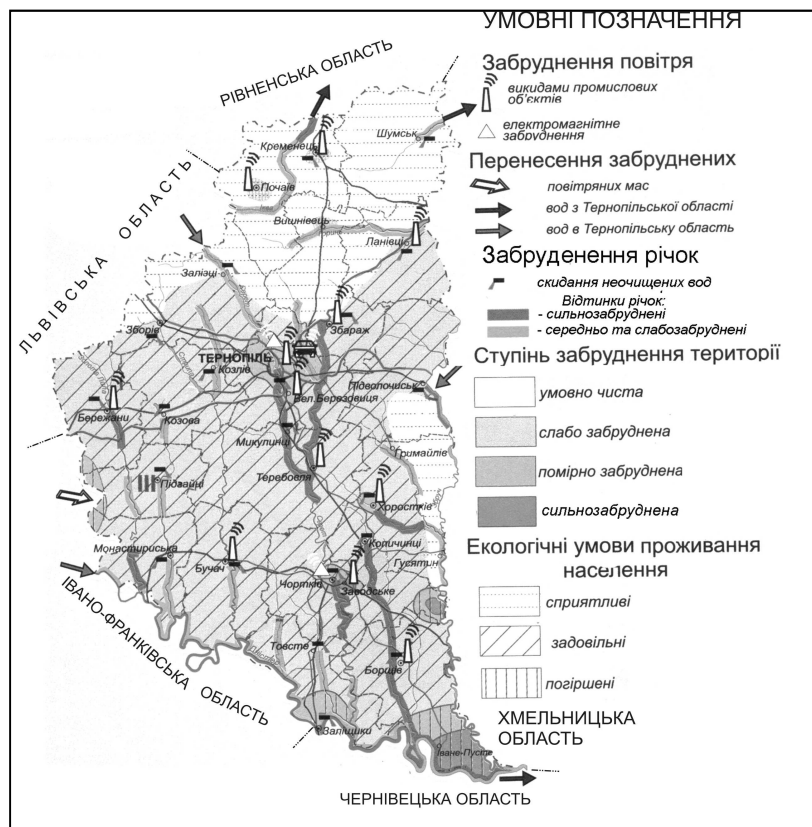 УМОВНІ ПОЗНАЧЕННЯ
Забруднення повітря
викидами промислових
об'єктів
електромагнітне
забруднення
Перенесення забруднених
повітряних мас
вод з Тернопільської області
вод в Тернопільську область
Забруденення річок
скидання неочищених вод
Відтинки річок:
- сильнозабруднені
- середньо та слабозабруднені
Ступінь забруднення території
умовно чиста
слабо забруднена
помірно забруднена
сильнозабруднена
Екологічні умови проживання
населення
сприятливі
задовільні
погіршені
РІВНЕНСЬКА ОБЛАСТЬ
ЛЬВІВСЬКА ОБЛАСТЬ
ІВАНО-ФРАНКІВСЬКА ОБЛАСТЬ
ЧЕРНІВЕЦЬКА ОБЛАСТЬ
ХМЕЛЬНИЦЬКА
ОБЛАСТЬ
Шумськ
Кременець
Почаїв
Вишнівець
Ланівці
Залізці
Збараж
Зборів
ТЕРНОПІЛЬ
Козлів
Підволочиськ
Вел. Березовиця
Бережани
Козова
Микулинці
Гримайлів
Теребовля
Підгайці
Хоростків
Копичинці
Монастириська
Бучач
Гусятин
Чортків
Заводське
Товсте
Борщів
Заліщики
Іване-Пусте